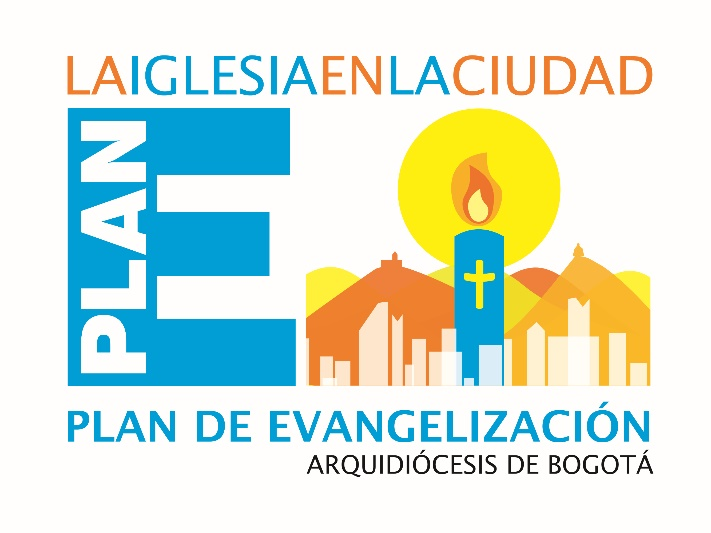 LAIGLESIAENLACIUDAD
PLAN
E
PLAN DE EVANGELIZACIÓN
ARQUIDIÓCESIS DE BOGOTÁ